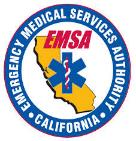 EMERGENCY MEDICAL SERVICES AUTHORITY
EMSA
• CALIFORNIA •